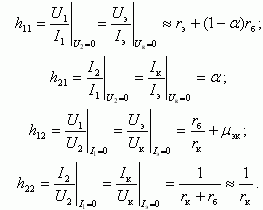 h₁₁ = U₁/I₁ |U₂=0 = Uэ/Iэ |Uк=0 ≈ rэ + (1 − α)rб;
h₂₁ = I₂/I₁ |U₂=0 = Iк/Iэ |Uк=0 = α;
h₁₂ = U₁/U₂ |I₁=0 = Uэ/Uк |Iэ=0 = rб/rк + μэк;
h₂₂ = I₂/U₂ |I₁=0 = Iк/Uк |Iэ=0 = 1/(rк + rб) ≈ 1/rк.